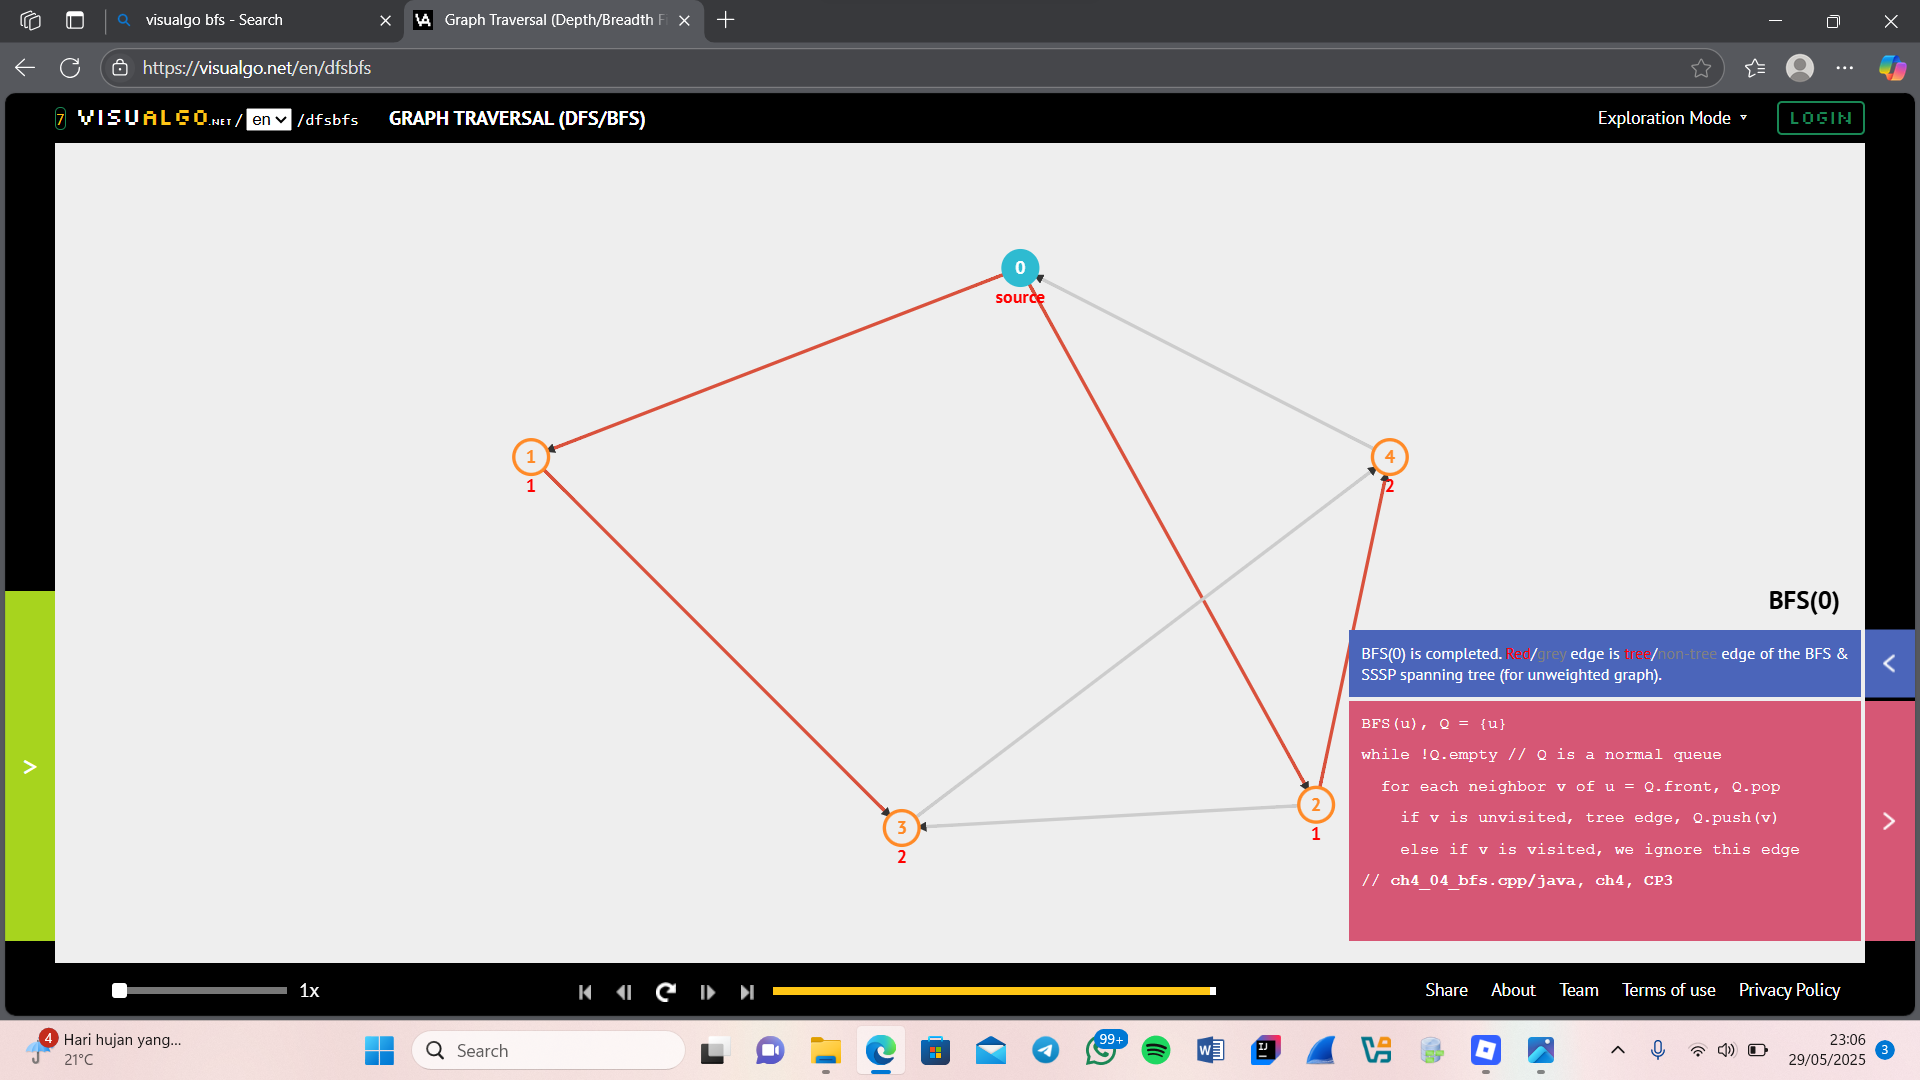 visualgo bfs - Search
Graph Traversal (Depth/Breadth Fi
https://visualgo.net/en/dfsbfs
7 VISUALGO.NET / en /dfsbfs GRAPH TRAVERSAL (DFS/BFS)
Exploration Mode ▼ LOGIN
0
source
1
1
4
2
3
2
2
1
BFS(0)
BFS(0) is completed. Red/grey edge is tree/non-tree edge of the BFS &
SSSP spanning tree (for unweighted graph).
<
BFS(u), Q = {u}
while !Q.empty // Q is a normal queue
for each neighbor v of u = Q.front, Q.pop
if v is unvisited, tree edge, Q.push(v)
else if v is visited, we ignore this edge
// ch4_04_bfs.cpp/java, ch4, CP3
>
>
1x
Share About Team Terms of use Privacy Policy
4
Hari hujan yang...
21°C
Search
99+
23:06
29/05/2025
3